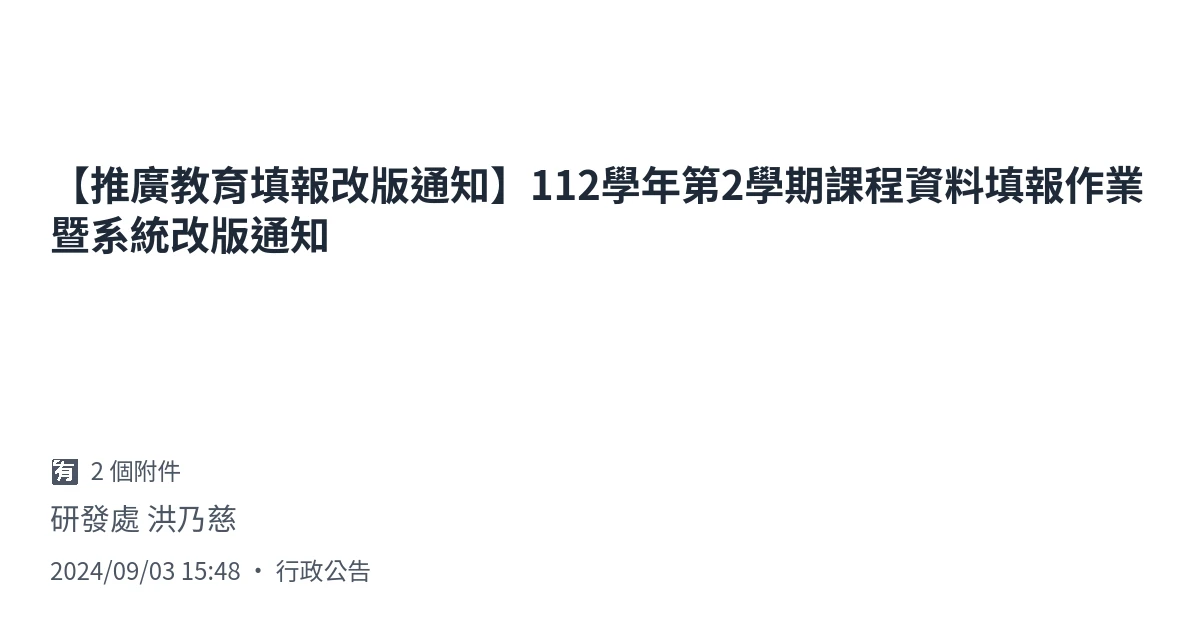 【推廣教育填報改版通知】112學年第2學期課程資料填報作業
暨系統改版通知
🈶 2 個附件
研發處 洪乃慈
2024/09/03 15:48 • 行政公告